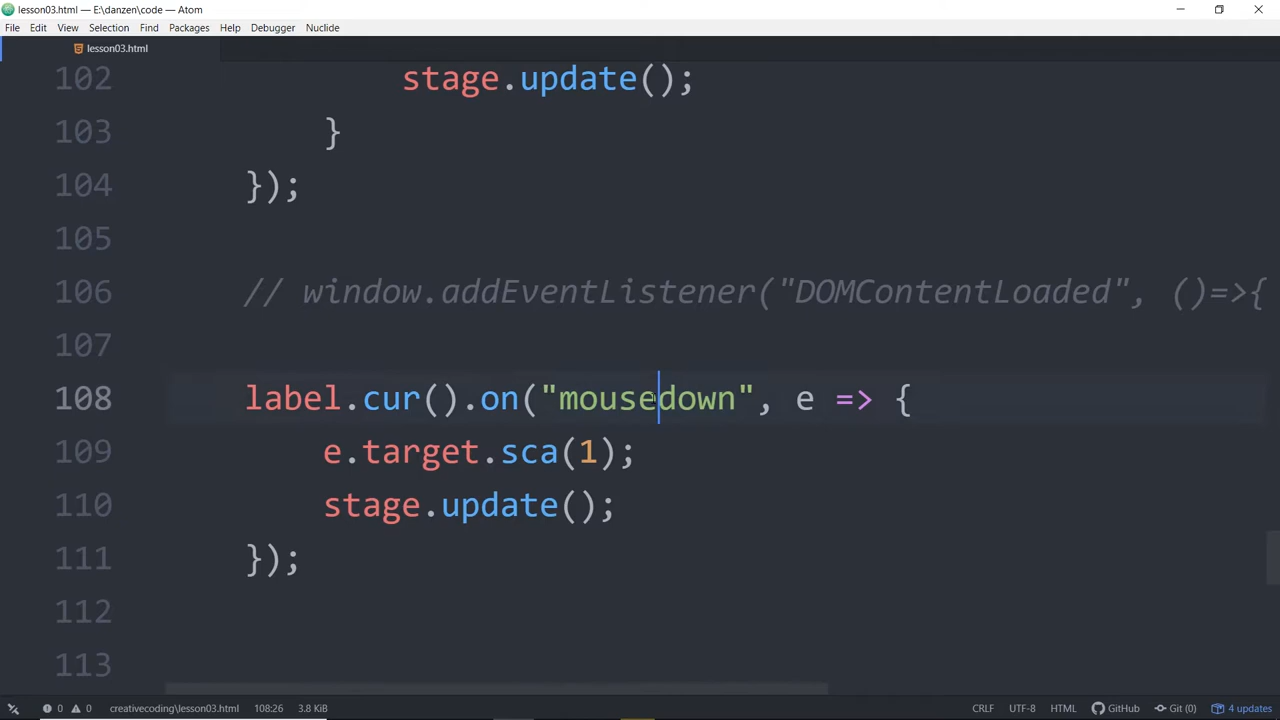 lesson03.html — E:\danzen\code — Atom
File Edit View Selection Find Packages Help Debugger Nuclide
lesson03.html
102 stage.update();
103 }
104 });
105
106 // window.addEventListener("DOMContentLoaded", ()=>{
107
108 label.cur().on("mousedown", e => {
109 e.target.sca(1);
110 stage.update();
111 });
112
113
0 0 creativecoding\lesson03.html 108:26 3.8 KiB CRLF UTF-8 HTML GitHub Git (0) 4 updates